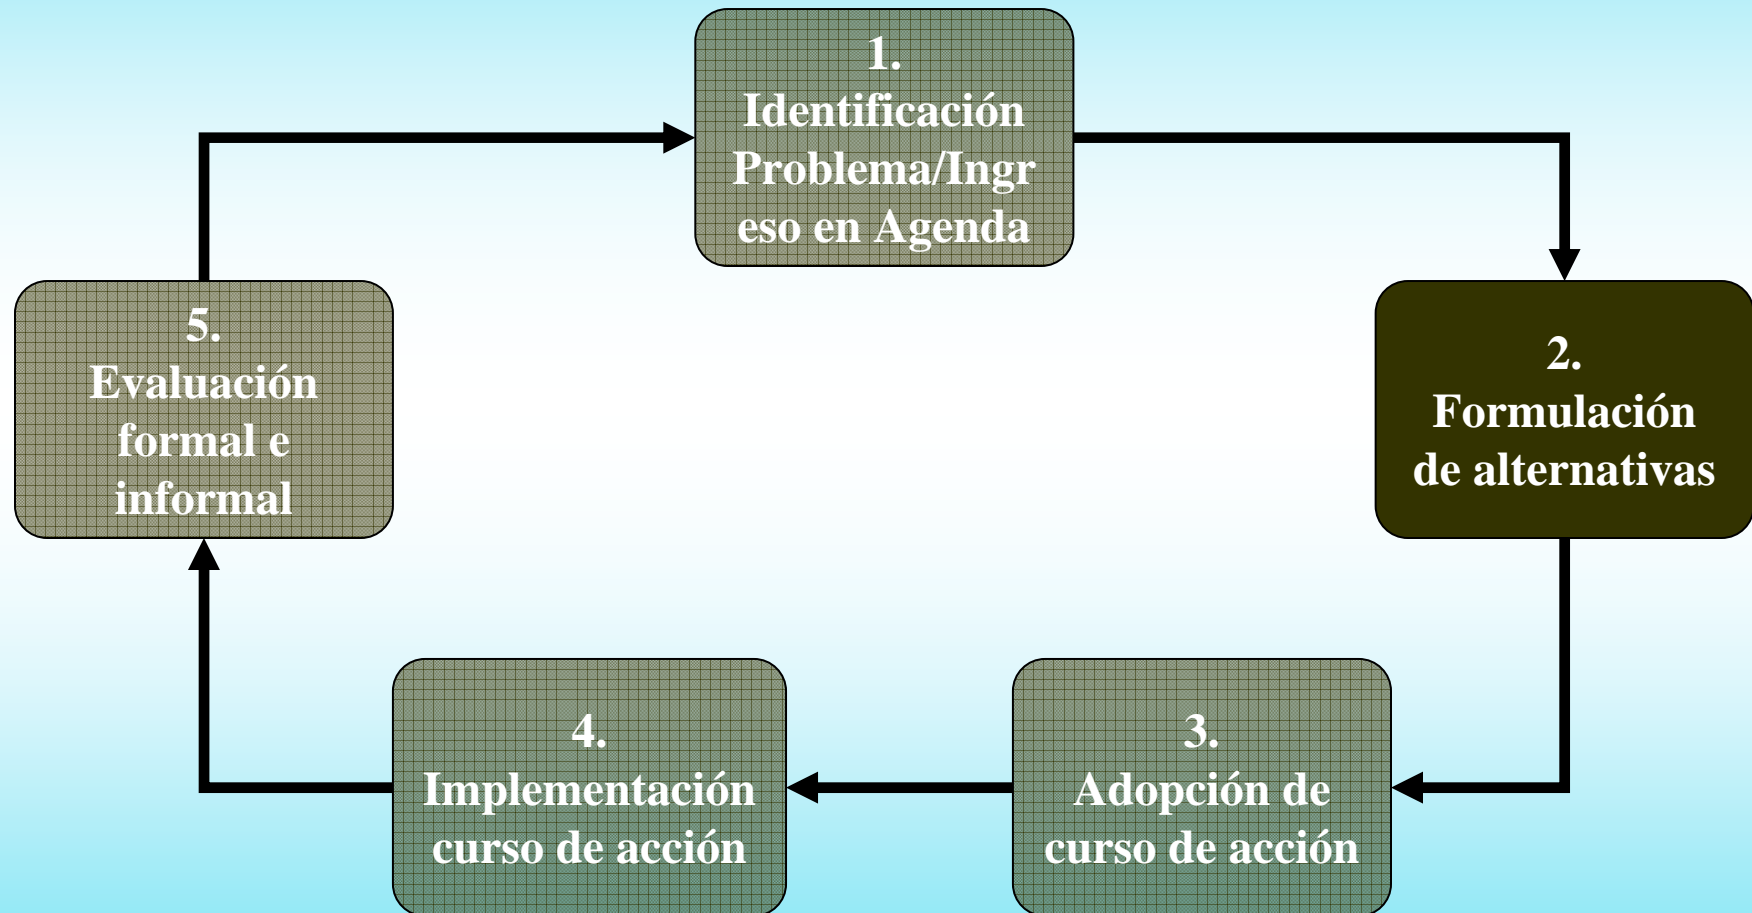 1.
Identificación
Problema/Ingr
eso en Agenda
2.
Formulación
de alternativas
3.
Adopción de
curso de acción
4.
Implementación
curso de acción
5.
Evaluación
formal e
informal